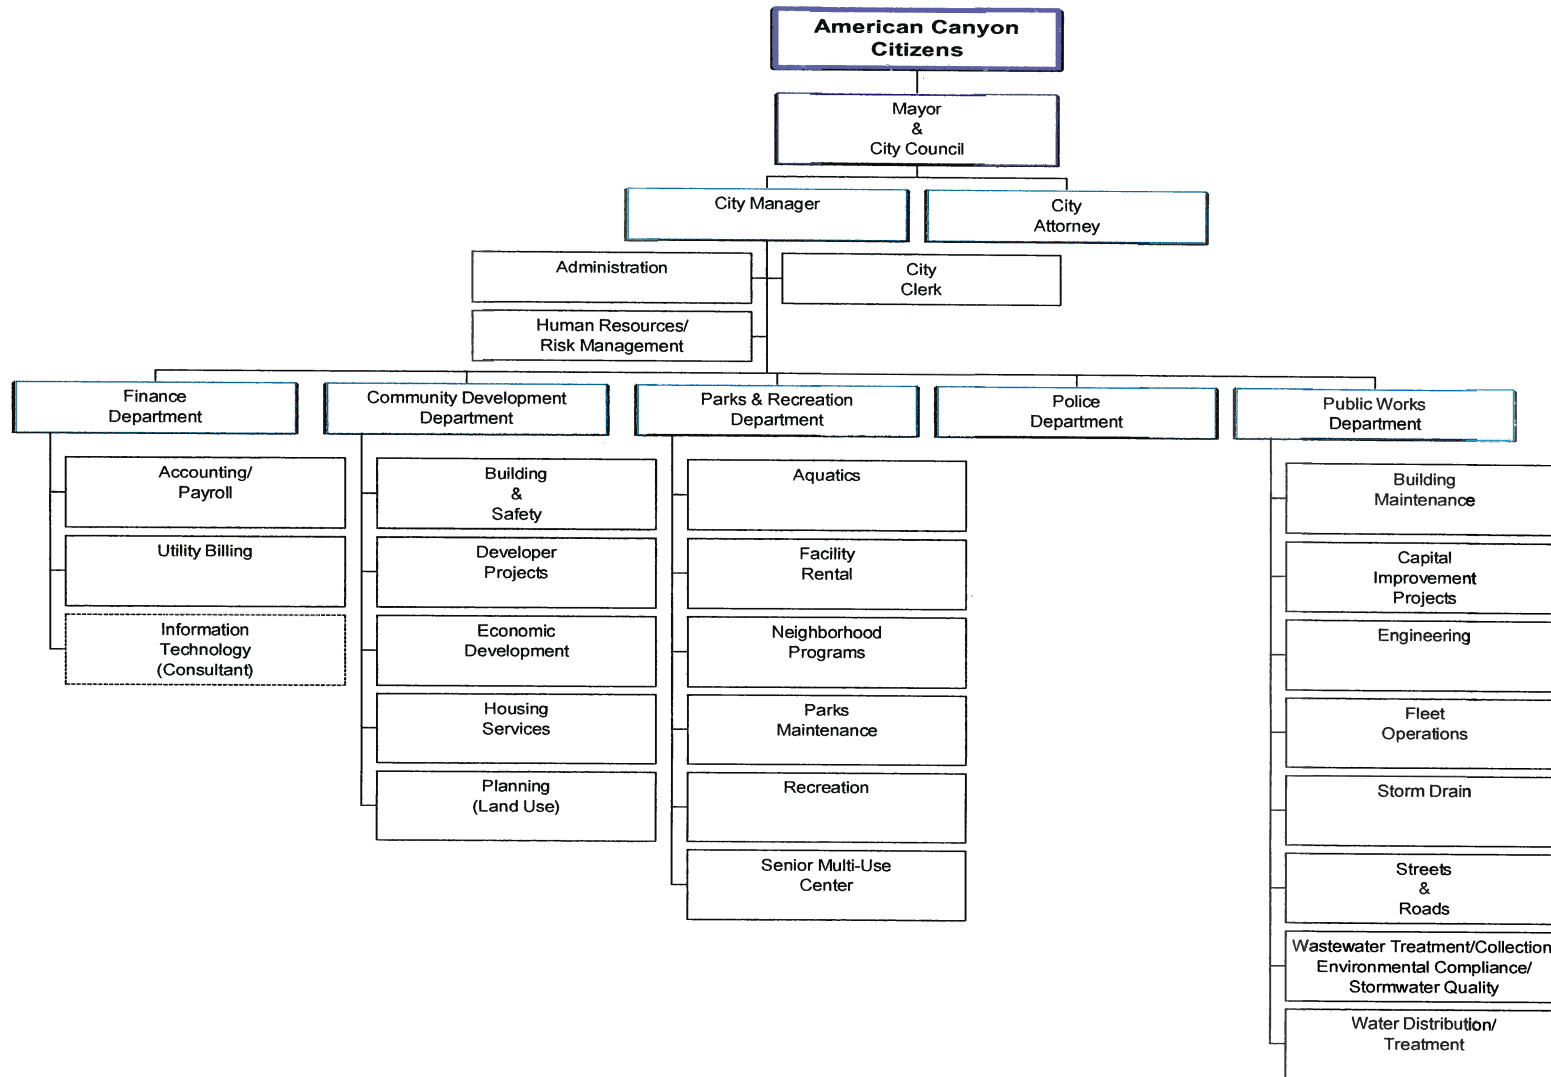 American Canyon
Citizens
Mayor
&
City Council
City Manager
City
Attorney
Administration
City
Clerk
Human Resources/
Risk Management
Finance
Department
Community Development
Department
Parks & Recreation
Department
Police
Department
Public Works
Department
Accounting/
Payroll
Utility Billing
Information
Technology
(Consultant)
Building
&
Safety
Developer
Projects
Economic
Development
Housing
Services
Planning
(Land Use)
Aquatics
Facility
Rental
Neighborhood
Programs
Parks
Maintenance
Recreation
Senior Multi-Use
Center
Building
Maintenance
Capital
Improvement
Projects
Engineering
Fleet
Operations
Storm Drain
Streets
&
Roads
Wastewater Treatment/Collection
Environmental Compliance/
Stormwater Quality
Water Distribution/
Treatment